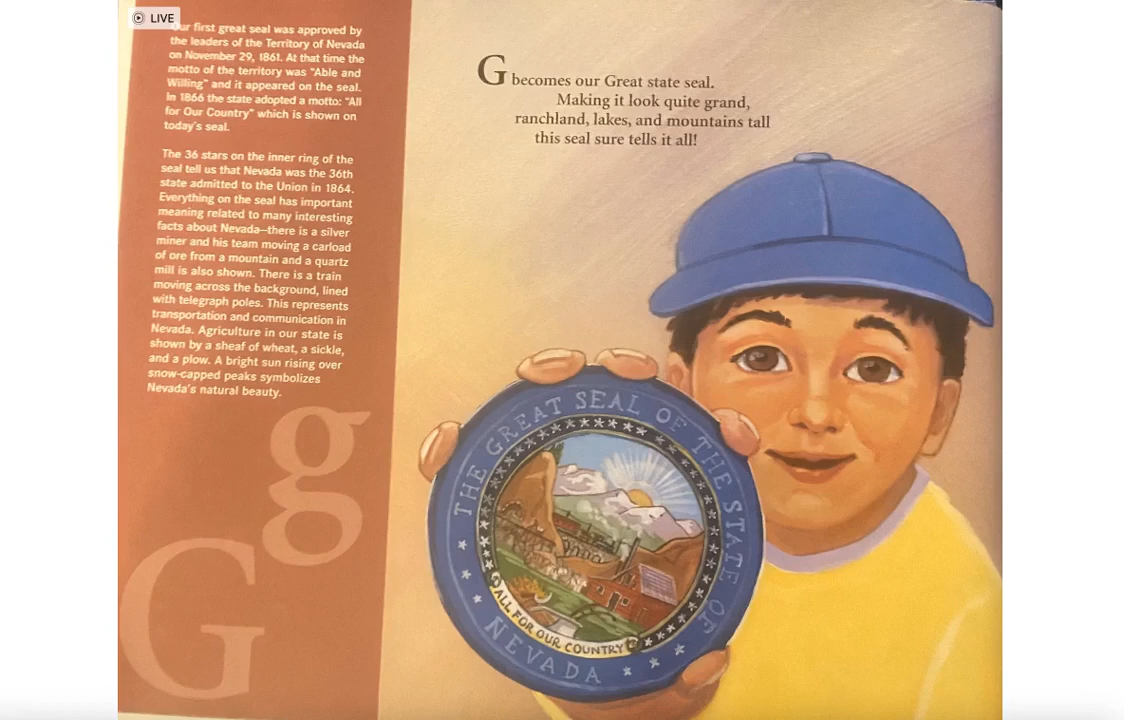 LIVE
Our first great seal was approved by
the leaders of the Territory of Nevada
on November 29, 1861. At that time the
motto of the territory was “Able and
Willing” and it appeared on the seal.
In 1866 the state adopted a motto: “All
for Our Country” which is shown on
today's seal.
The 36 stars on the inner ring of the
seal tell us that Nevada was the 36th
state admitted to the Union in 1864.
Everything on the seal has important
meaning related to many interesting
facts about Nevada—there is a silver
miner and his team moving a carload
of ore from a mountain and a quartz
mill is also shown. There is a train
moving across the background, lined
with telegraph poles. This represents
transportation and communication in
Nevada. Agriculture in our state is
shown by a sheaf of wheat, a sickle,
and a plow. A bright sun rising over
snow-capped peaks symbolizes
Nevada's natural beauty.
g
G
G becomes our Great state seal.
Making it look quite grand,
ranchland, lakes, and mountains tall
this seal sure tells it all!
THE GREAT SEAL OF THE STATE OF
NEVADA
ALL FOR OUR COUNTRY